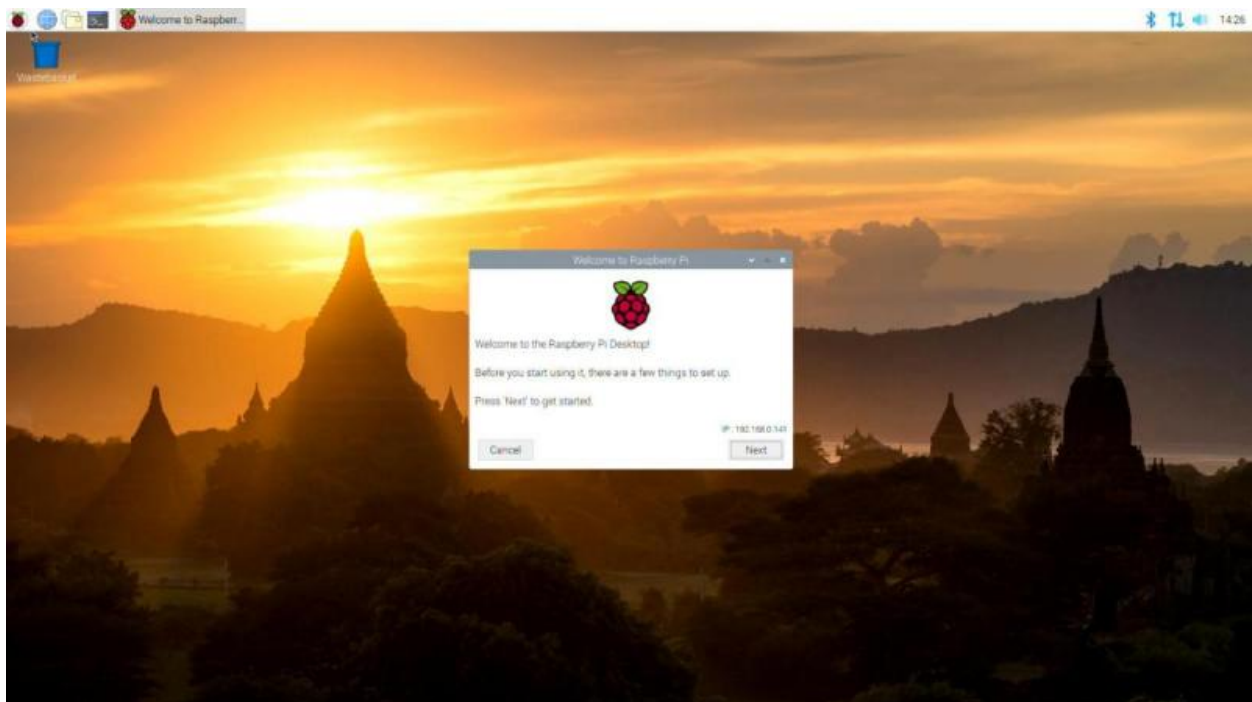 Welcome to Raspberr...
14:26
Wastebasket
Welcome to Raspberry Pi
Welcome to the Raspberry Pi Desktop!
Before you start using it, there are a few things to set up.
Press 'Next' to get started.
IP : 192.168.0.141
Cancel
Next